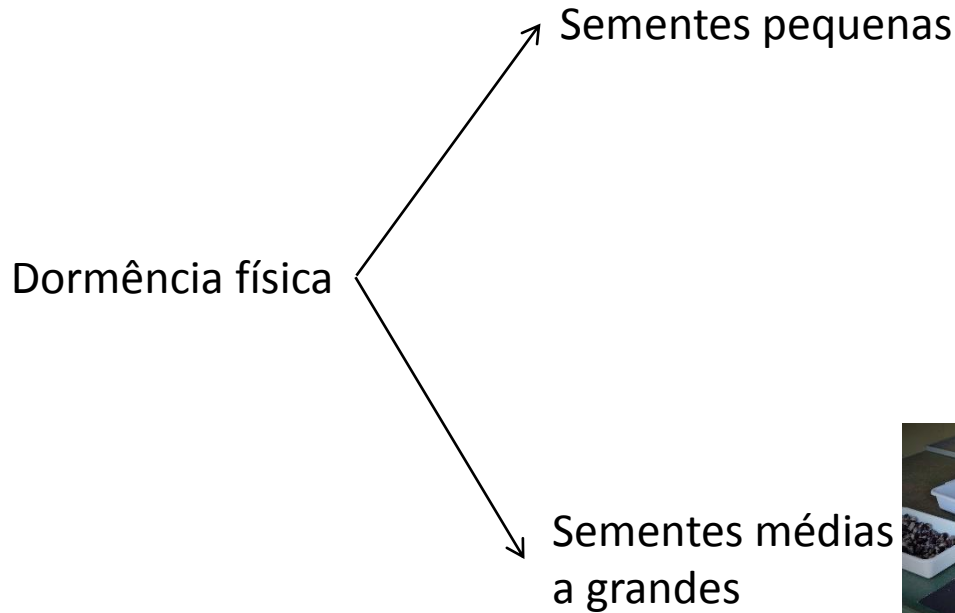 Sementes pequenas
Dormência física
Sementes médias
a grandes